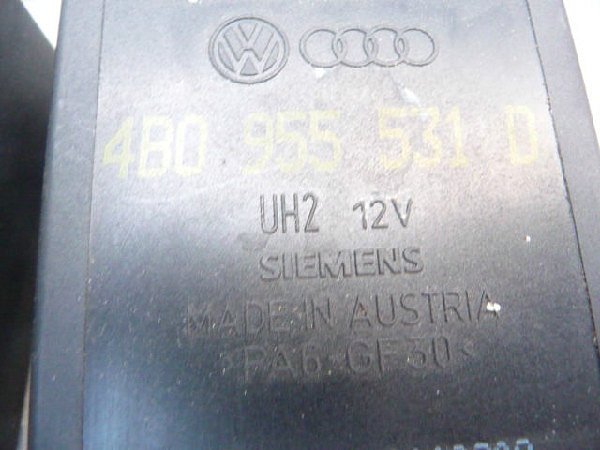 4B0 955 531 D
UH2 12V
SIEMENS
MADE IN AUSTRIA
>PA6-GF30<